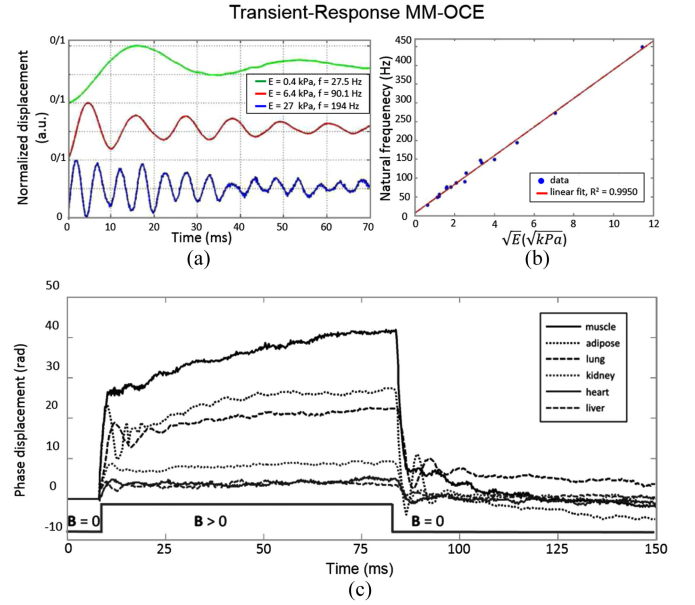 Transient-Response MM-OCE
0/1
0/1
0/1
0
Normalized displacement
(a.u.)
E = 0.4 kPa, f = 27.5 Hz
E = 6.4 kPa, f = 90.1 Hz
E = 27 kPa, f = 194 Hz
0 10 20 30 40 50 60 70
Time (ms)
(a)
450
400
350
300
250
200
150
100
50
0
Natural frequenecy (Hz)
data
linear fit, R² = 0.9950
0 2 4 6 8 10 12
√E(√kPa)
(b)
50
40
30
20
10
0
-10
Phase displacement (rad)
muscle
adipose
lung
kidney
heart
liver
B = 0
B > 0
B = 0
0 25 50 75 100 125 150
Time (ms)
(c)